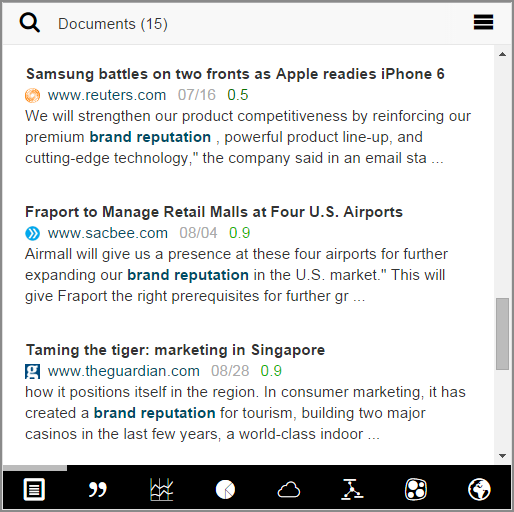 Documents (15)
Samsung battles on two fronts as Apple readies iPhone 6
www.reuters.com 07/16 0.5
We will strengthen our product competitiveness by reinforcing our
premium brand reputation , powerful product line-up, and
cutting-edge technology," the company said in an email sta ...
Fraport to Manage Retail Malls at Four U.S. Airports
www.sacbee.com 08/04 0.9
Airmall will give us a presence at these four airports for further
expanding our brand reputation in the U.S. market." This will
give Fraport the right prerequisites for further gr ...
Taming the tiger: marketing in Singapore
www.theguardian.com 08/28 0.9
how it positions itself in the region. In consumer marketing, it has
created a brand reputation for tourism, building two major
casinos in the last few years, a world-class indoor ...